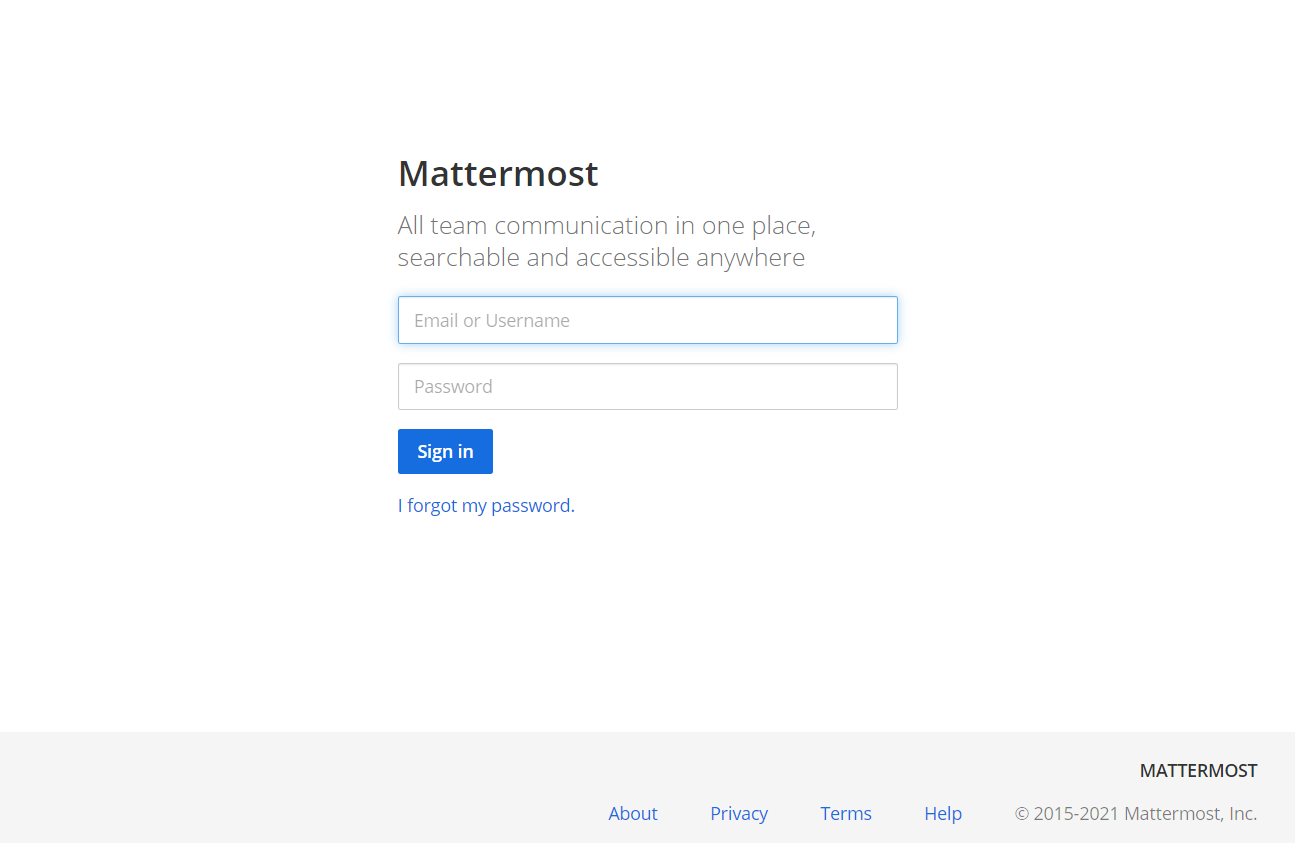 Mattermost
All team communication in one place,
searchable and accessible anywhere
Email or Username
Password
Sign in
I forgot my password.
MATTERMOST
About Privacy Terms Help © 2015-2021 Mattermost, Inc.